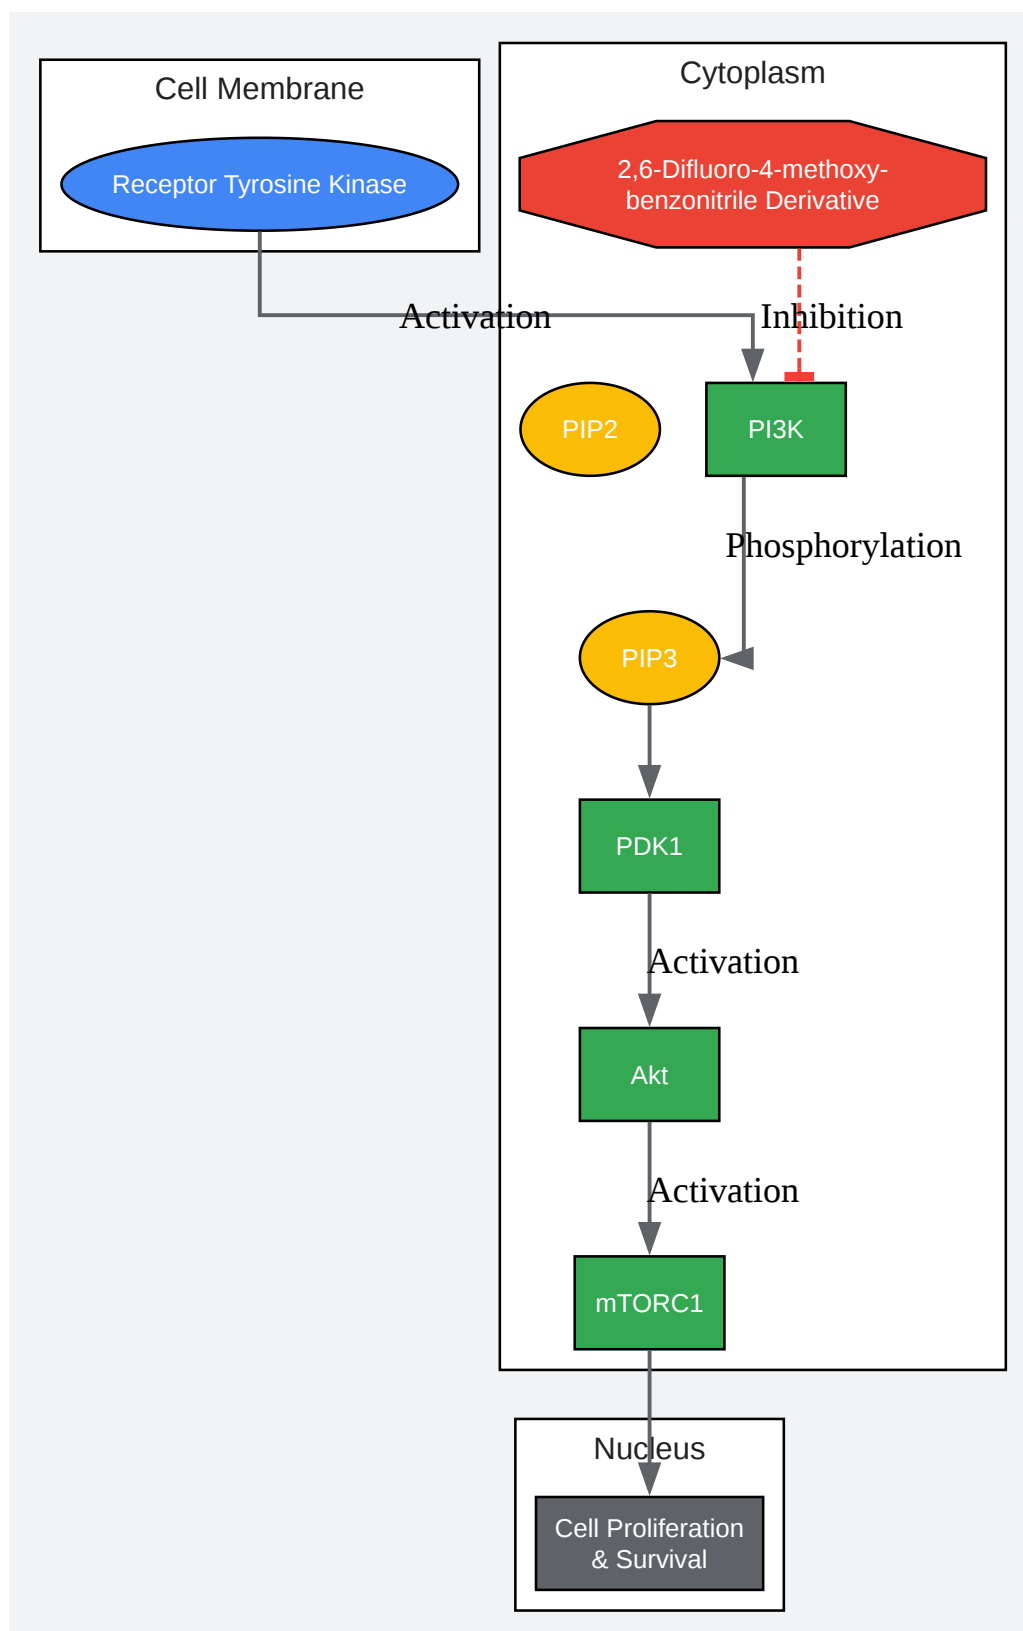 Cell Membrane
Receptor Tyrosine Kinase
Cytoplasm
2,6-Difluoro-4-methoxy-
benzonitrile Derivative
Activation
Inhibition
PIP2
PI3K
Phosphorylation
PIP3
PDK1
Activation
Akt
Activation
mTORC1
Nucleus
Cell Proliferation
& Survival